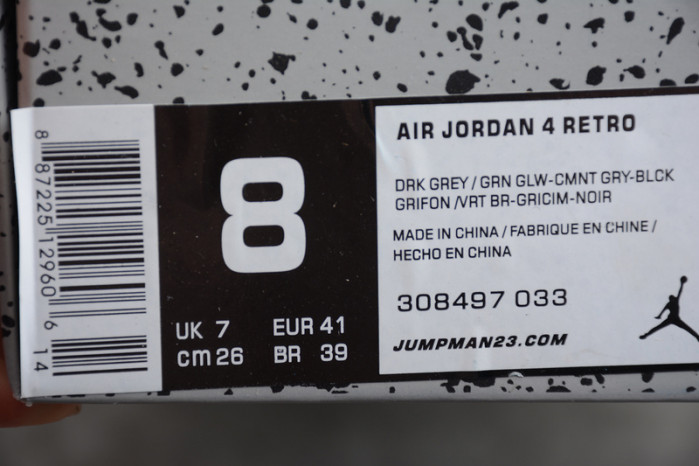 8 87225 12960 6
14
8
UK 7 EUR 41
cm 26 BR 39
AIR JORDAN 4 RETRO
DRK GREY / GRN GLW-CMNT GRY-BLCK
GRIFON /VRT BR-GRICIM-NOIR
MADE IN CHINA / FABRIQUE EN CHINE /
HECHO EN CHINA
308497 033
JUMPMAN23.COM